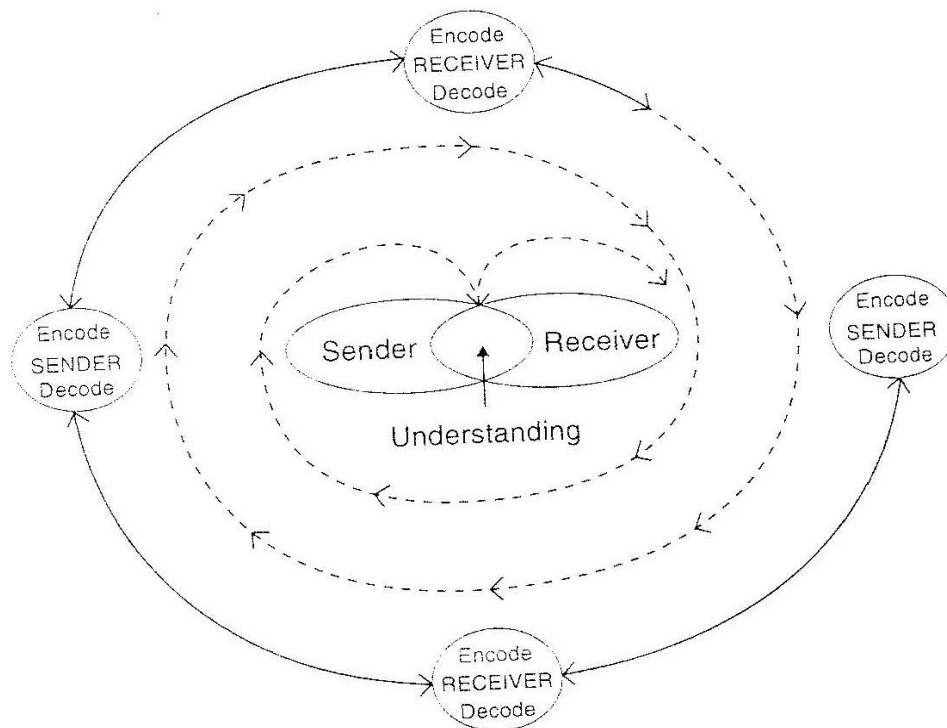 Encode
RECEIVER
Decode
Encode
SENDER
Decode
Encode
SENDER
Decode
Sender
Receiver
Understanding
Encode
RECEIVER
Decode